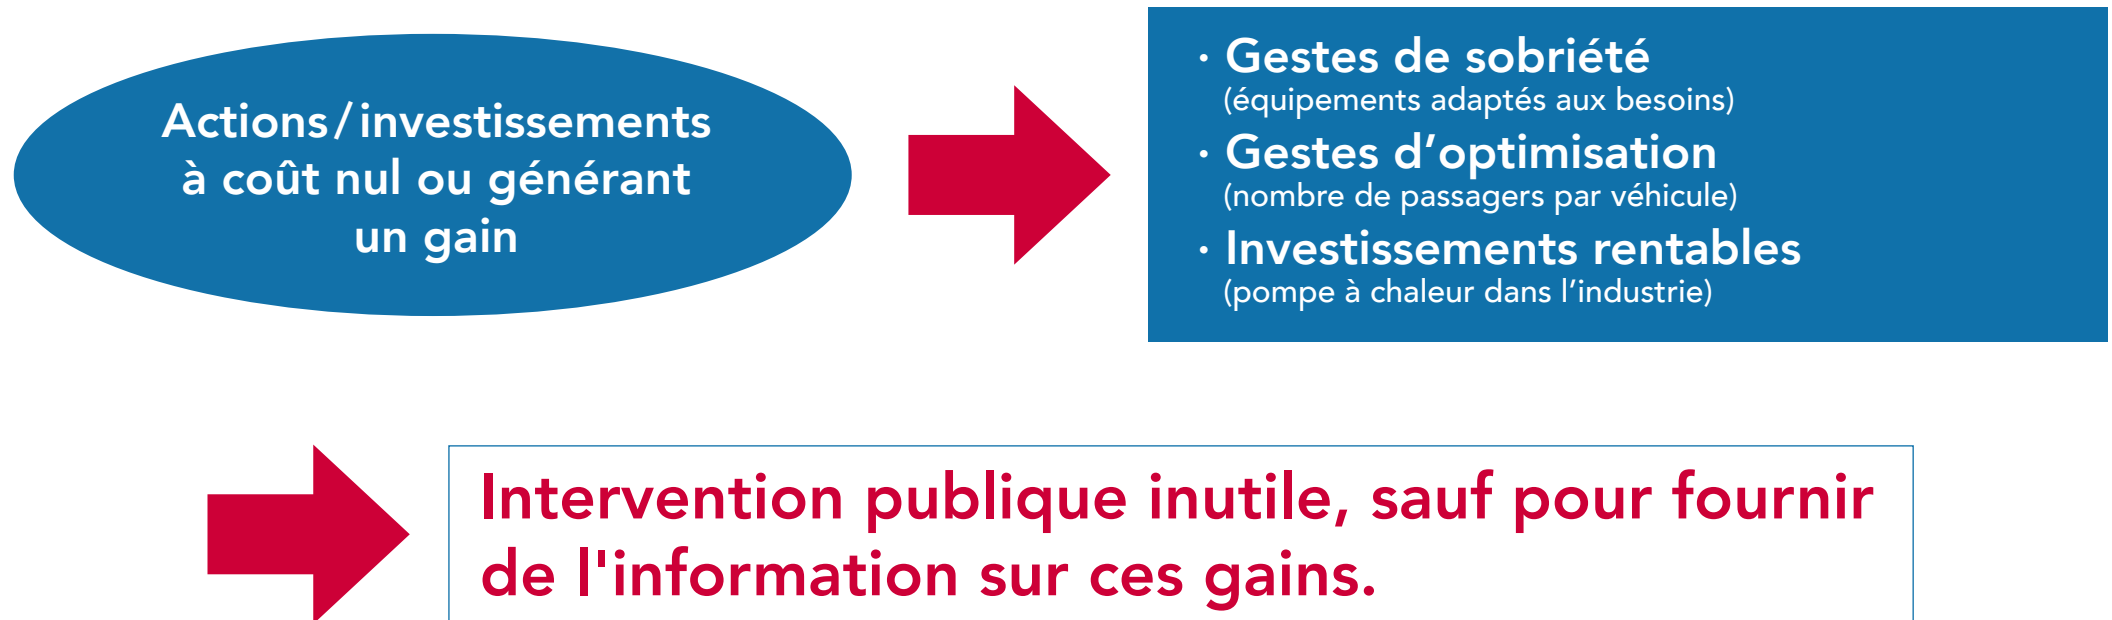 Actions / investissements
à coût nul ou générant
un gain
· Gestes de sobriété
(équipements adaptés aux besoins)
· Gestes d’optimisation
(nombre de passagers par véhicule)
· Investissements rentables
(pompe à chaleur dans l’industrie)
Intervention publique inutile, sauf pour fournir
de l'information sur ces gains.